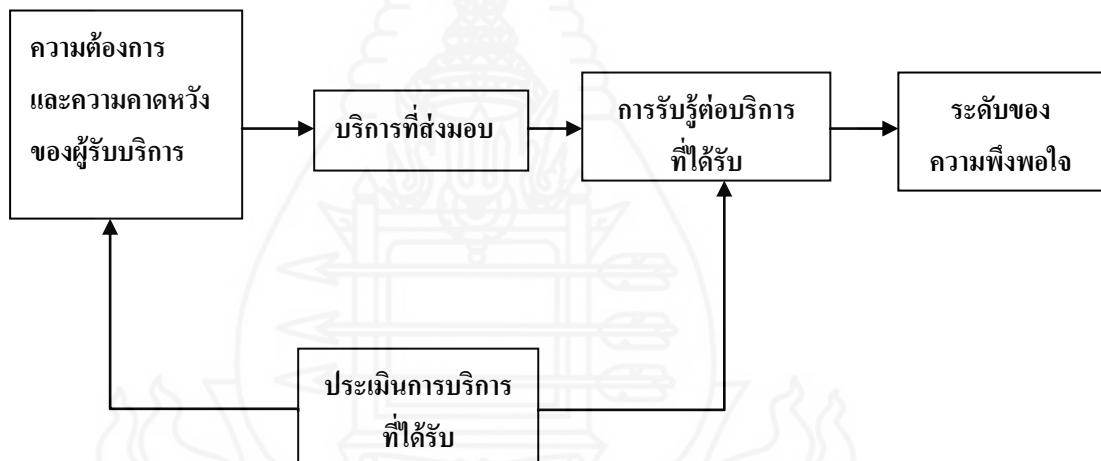 ความต้องการ
และความคาดหวัง
ของผู้รับบริการ
บริการที่ส่งมอบ
การรับรู้ต่อบริการ
ที่ได้รับ
ระดับของ
ความพึงพอใจ
ประเมินการบริการ
ที่ได้รับ